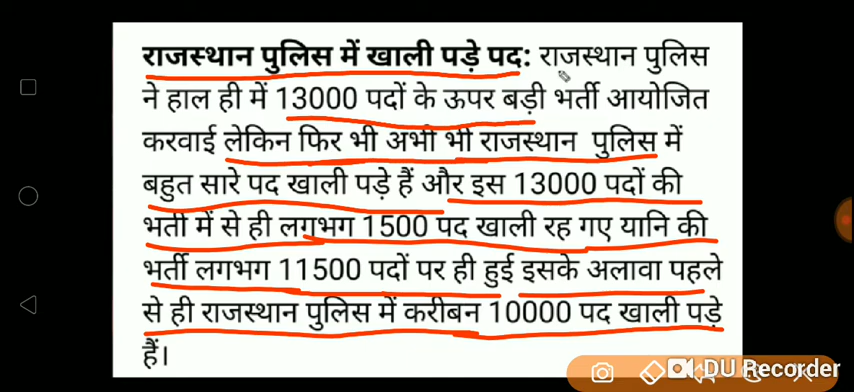 राजस्थान पुलिस में खाली पड़े पद: राजस्थान पुलिस
ने हाल ही में 13000 पदों के ऊपर बड़ी भर्ती आयोजित
करवाई लेकिन फिर भी अभी भी राजस्थान पुलिस में
बहुत सारे पद खाली पड़े हैं और इस 13000 पदों की
भर्ती में से ही लगभग 1500 पद खाली रह गए यानि की
भर्ती लगभग 11500 पदों पर ही हुई इसके अलावा पहले
से ही राजस्थान पुलिस में करीबन 10000 पद खाली पड़े
हैं।
DU Recorder